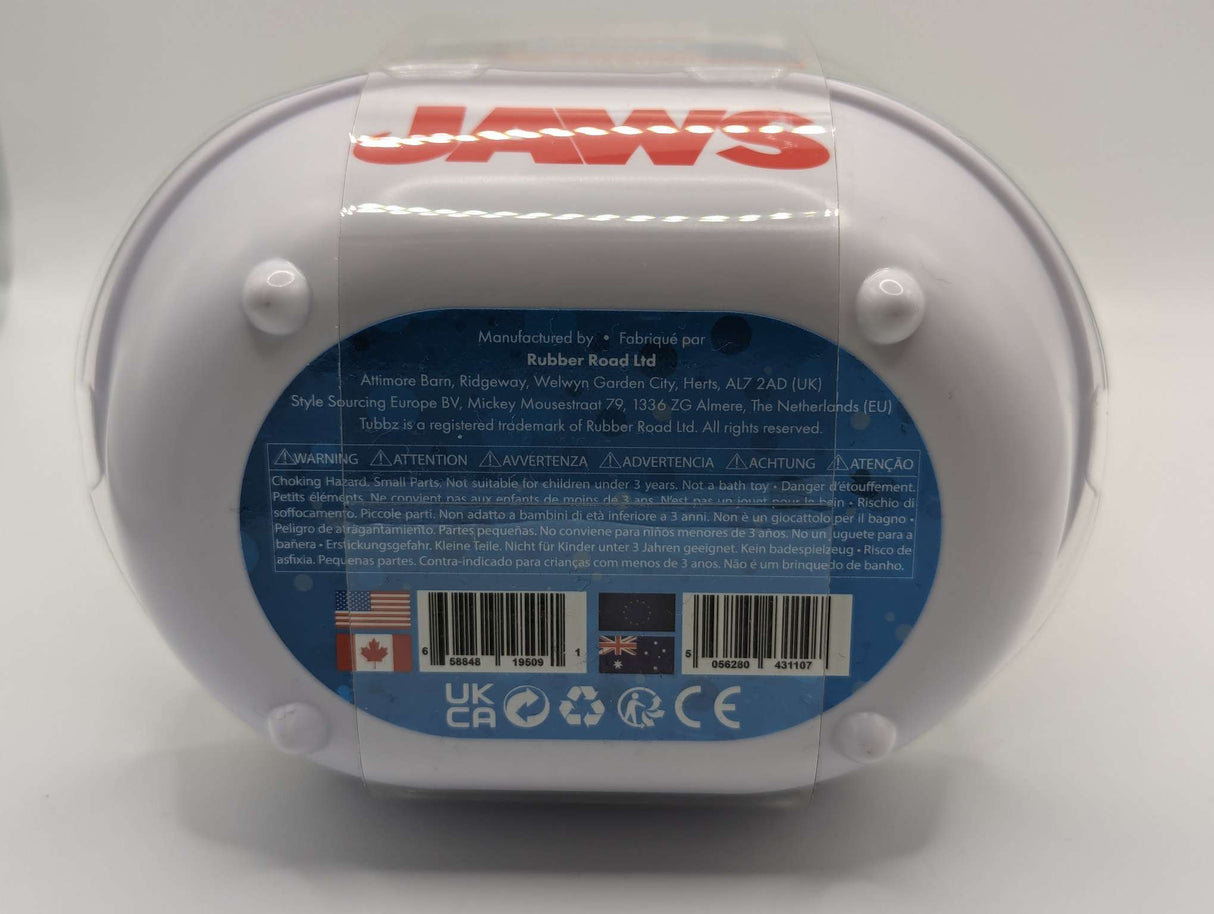 JAWS
Manufactured by • Fabriqué par
Rubber Road Ltd
Attimore Barn, Ridgeway, Welwyn Garden City, Herts, AL7 2AD (UK)
Style Sourcing Europe BV, Mickey Mousestraat 79, 1336 ZG Almere, The Netherlands (EU)
Tubbz is a registered trademark of Rubber Road Ltd. All rights reserved.
WARNING ATTENTION AVVERTENZA ADVERTENCIA ACHTUNG ATENÇÃO
Choking Hazard. Small Parts. Not suitable for children under 3 years. Not a bath toy • Danger d'étouffement.
Petits éléments. Ne convient pas aux enfants de moins de 3 ans. N'est pas un jouet pour le bain • Rischio di
soffocamento. Piccole parti. Non adatto a bambini di età inferiore a 3 anni. Non è un giocattolo per il bagno •
Peligro de atragantamiento. Partes pequeñas. No conviene para niños menores de 3 años. No un juguete para a
bañera • Erstickungsgefahr. Kleine Teile. Nicht für Kinder unter 3 Jahren geeignet. Kein badespielzeug • Risco de
asfixia. Pequenas partes. Contra-indicado para crianças com menos de 3 anos. Não é um brinquedo de banho.
6 58848 19509 1
5 056280 431107
UK
CA
CE